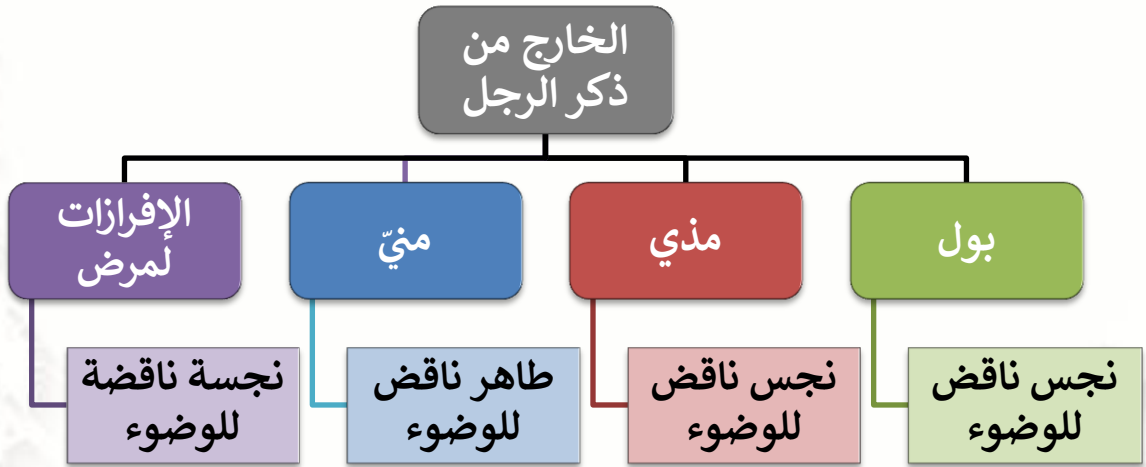 الخارج من
ذكر الرجل
بول
مذي
منيّ
الإفرازات
لمرض
نجس ناقض
للوضوء
نجس ناقض
للوضوء
طاهر ناقض
للوضوء
نجسة ناقضة
للوضوء